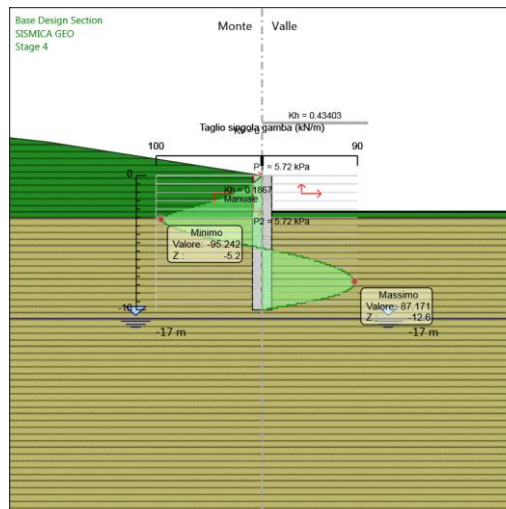 Base Design Section
SISMICA GEO
Stage 4
Monte Valle
Kh = 0.43403
Taglio singola gamba (kN/m)
100 90
P1 = 5.72 kPa
0
Kh = 0.1867
Manuale
P2 = 5.72 kPa
Minimo
Valore: -95.242
Z : -5.2
Massimo
Valore: 87.171
Z : -12.6
-16
-17 m -17 m